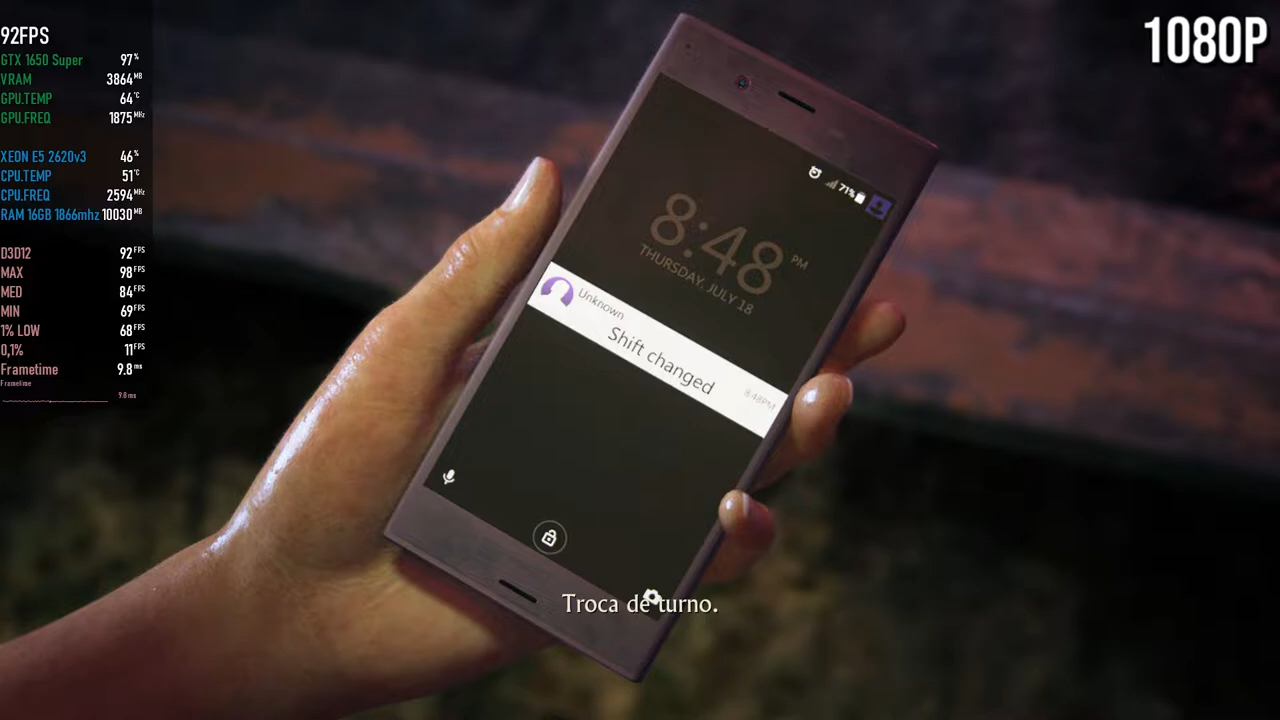 92FPS
GTX 1650 Super 97%
VRAM 3864MB
GPU.TEMP 64°C
GPU.FREQ 1875MHz
XEON E5 2620v3 46%
CPU.TEMP 51°C
CPU.FREQ 2594MHz
RAM 16GB 1866mhz 10030MB
D3D12 92FPS
MAX 98FPS
MED 84FPS
MIN 69FPS
1% LOW 68FPS
0,1% 11FPS
Frametime 9.8ms
Frametime
9.6 ms
1080P
71%
8:48 PM
THURSDAY, JULY 18
Unknown
Shift changed
8:48PM
Troca de turno.